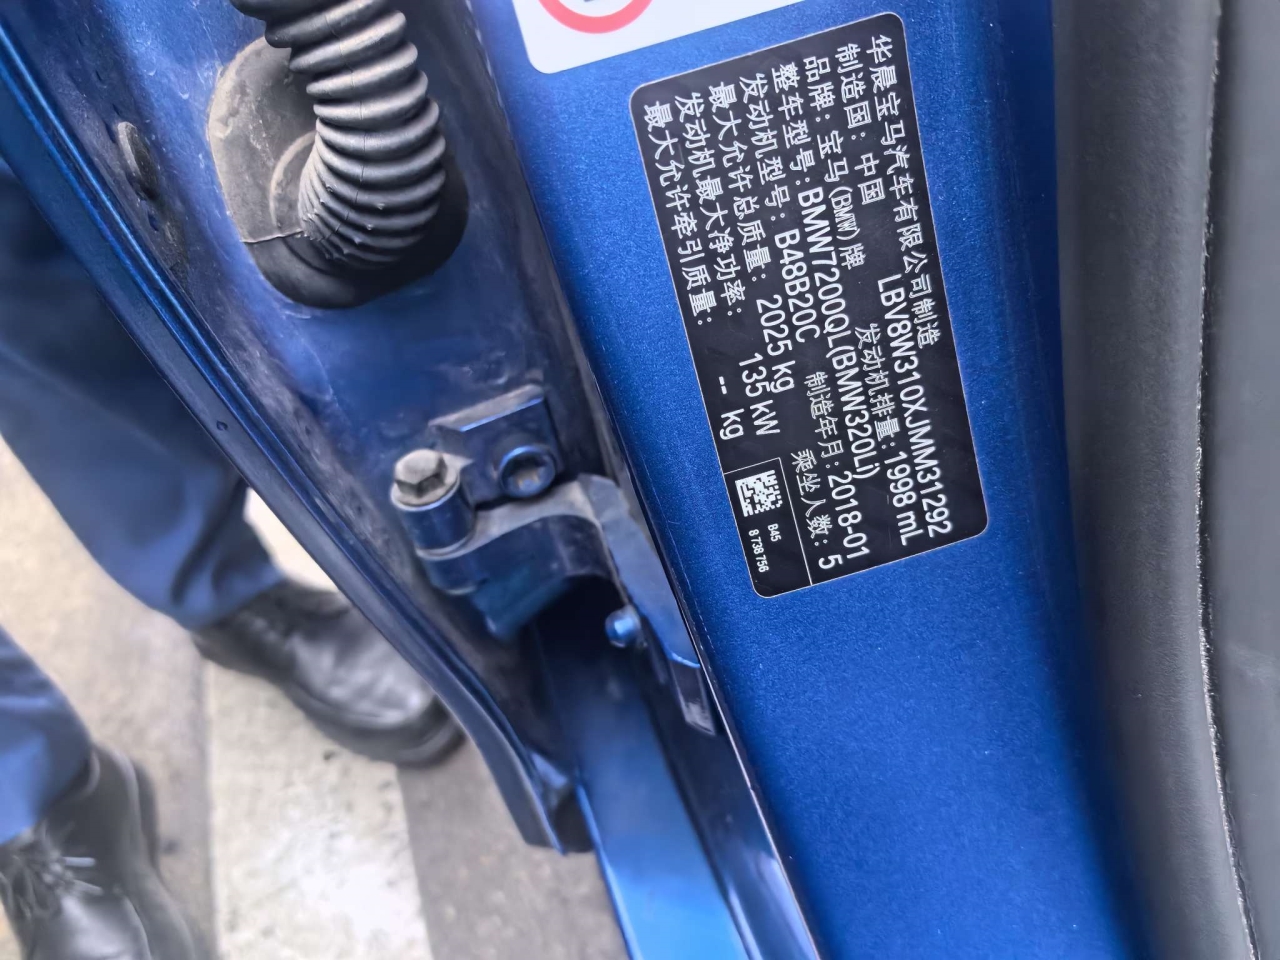 华晨宝马汽车有限公司制造
制造国: 中国 LBV8W310XJMM31292
品牌: 宝马(BMW)牌 发动机排量: 1998 mL
整车型号: BMW7200QL(BMW320Li)
发动机型号: B48B20C 制造年月: 2018-01
最大允许总质量: 2025 kg 乘坐人数: 5
发动机最大净功率: 135 kW
最大允许牵引质量: -- kg
B45
8 738 756